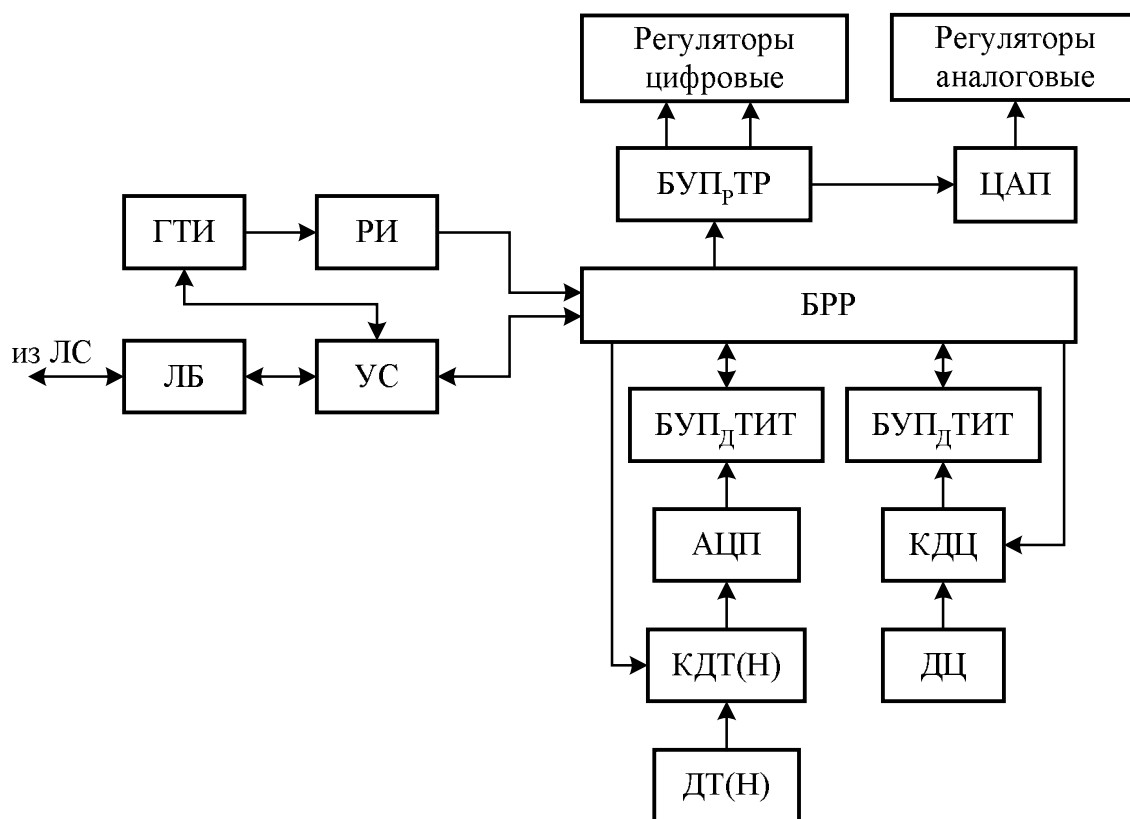 Регуляторы
цифровые
Регуляторы
аналоговые
БУПРТР
ЦАП
ГТИ
РИ
БРР
из ЛС
ЛБ
УС
БУПДТИТ
БУПДТИТ
АЦП
КДЦ
КДТ(Н)
ДЦ
ДТ(Н)